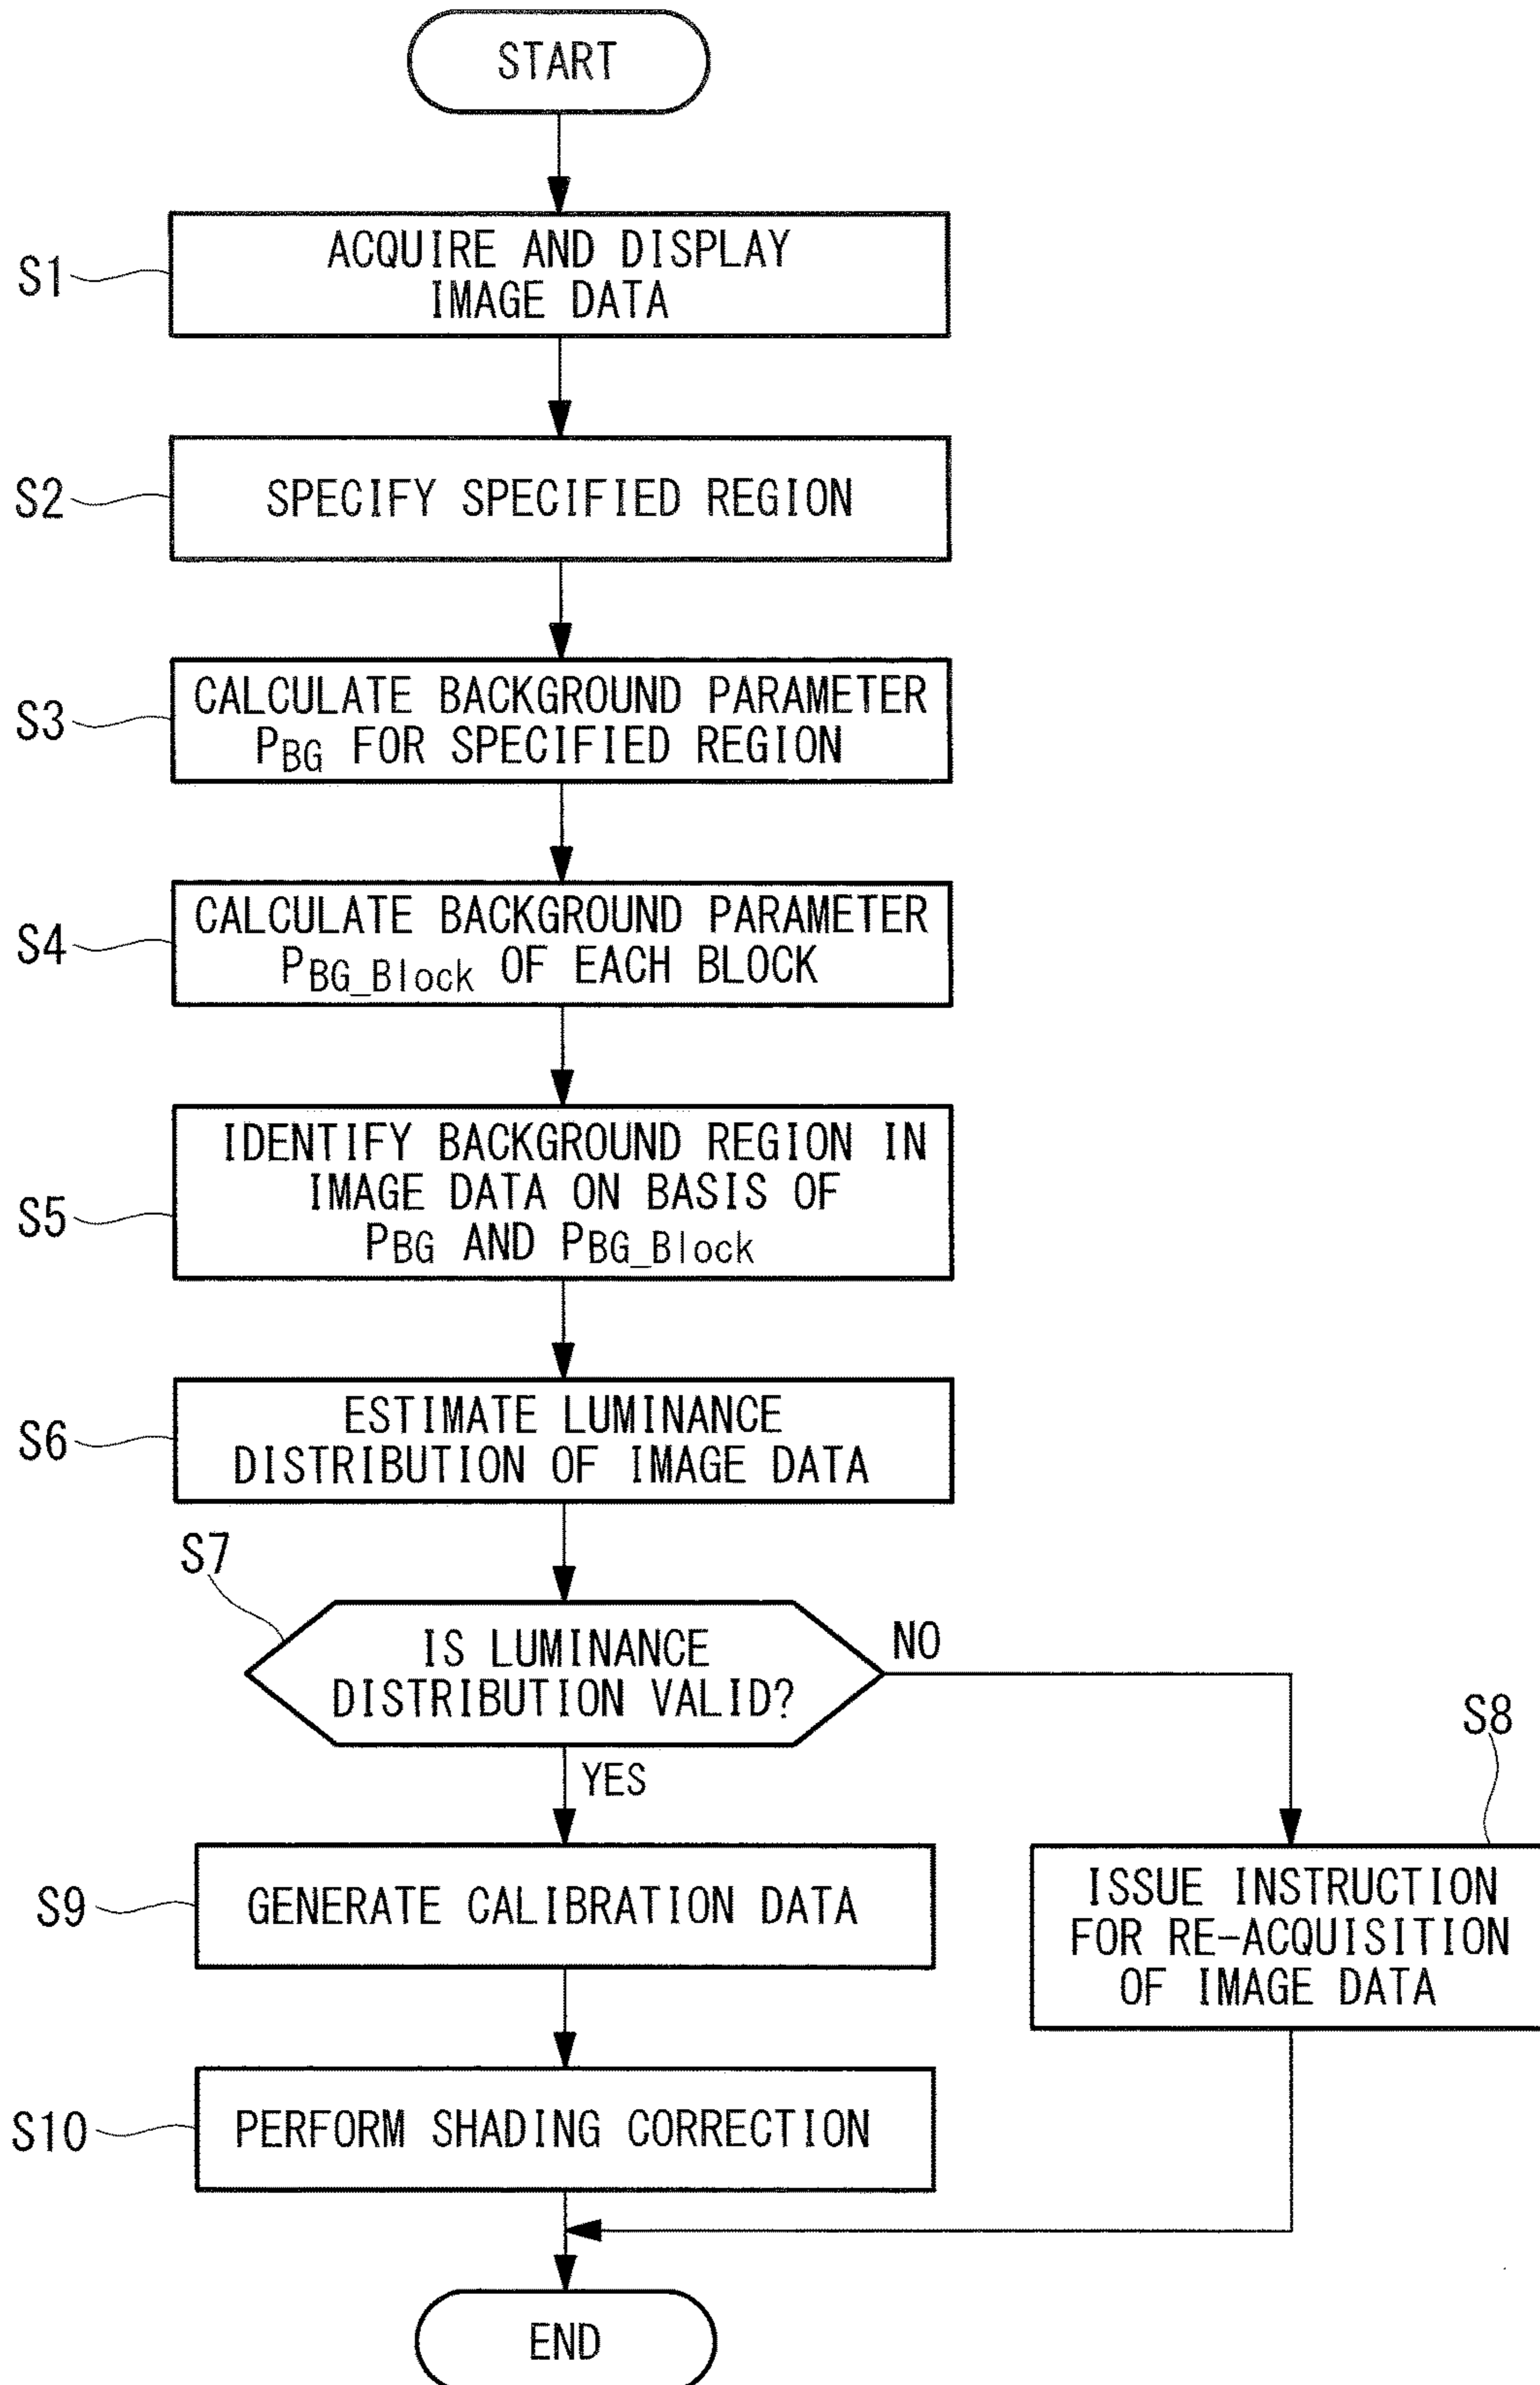 START
S1
ACQUIRE AND DISPLAY
IMAGE DATA
S2
SPECIFY SPECIFIED REGION
S3
CALCULATE BACKGROUND PARAMETER
PBG FOR SPECIFIED REGION
S4
CALCULATE BACKGROUND PARAMETER
PBG_Block OF EACH BLOCK
S5
IDENTIFY BACKGROUND REGION IN
IMAGE DATA ON BASIS OF
PBG AND PBG_Block
S6
ESTIMATE LUMINANCE
DISTRIBUTION OF IMAGE DATA
S7
IS LUMINANCE
DISTRIBUTION VALID?
NO
YES
S8
ISSUE INSTRUCTION
FOR RE-ACQUISITION
OF IMAGE DATA
S9
GENERATE CALIBRATION DATA
S10
PERFORM SHADING CORRECTION
END